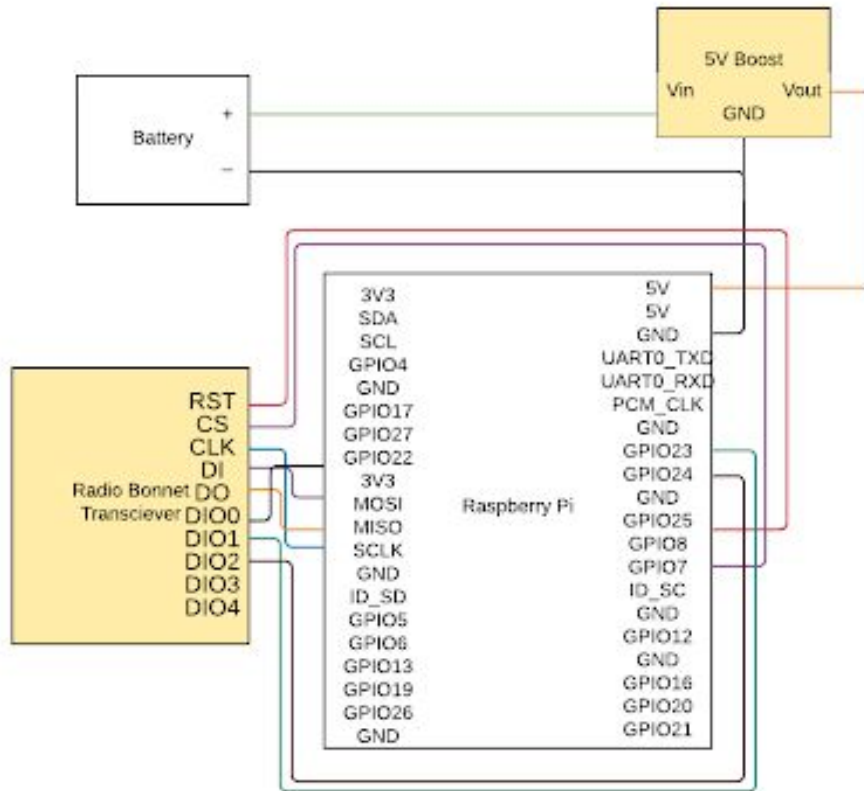 5V Boost
Vin
Vout
GND
Battery
+
–
RST
CS
CLK
DI
Radio Bonnet DO
Transciever DIO0
DIO1
DIO2
DIO3
DIO4
3V3
SDA
SCL
GPIO4
GND
GPIO17
GPIO27
GPIO22
3V3
MOSI
MISO
SCLK
GND
ID_SD
GPIO5
GPIO6
GPIO13
GPIO19
GPIO26
GND
Raspberry Pi
5V
5V
GND
UART0_TXD
UART0_RXD
PCM_CLK
GND
GPIO23
GPIO24
GND
GPIO25
GPIO8
GPIO7
ID_SC
GND
GPIO12
GND
GPIO16
GPIO20
GPIO21